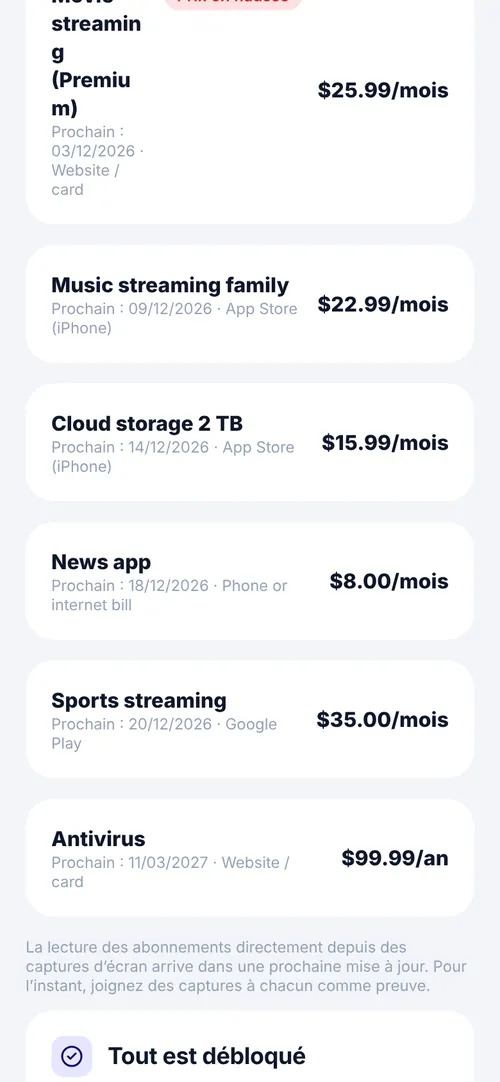 streamin
g
(Premiu
m)
$25.99/mois
Prochain :
03/12/2026 ·
Website /
card
Music streaming family
Prochain : 09/12/2026 · App Store
(iPhone)
$22.99/mois
Cloud storage 2 TB
Prochain : 14/12/2026 · App Store
(iPhone)
$15.99/mois
News app
Prochain : 18/12/2026 · Phone or
internet bill
$8.00/mois
Sports streaming
Prochain : 20/12/2026 · Google
Play
$35.00/mois
Antivirus
Prochain : 11/03/2027 · Website /
card
$99.99/an
La lecture des abonnements directement depuis des
captures d’écran arrive dans une prochaine mise à jour. Pour
l’instant, joignez des captures à chacun comme preuve.
Tout est débloqué